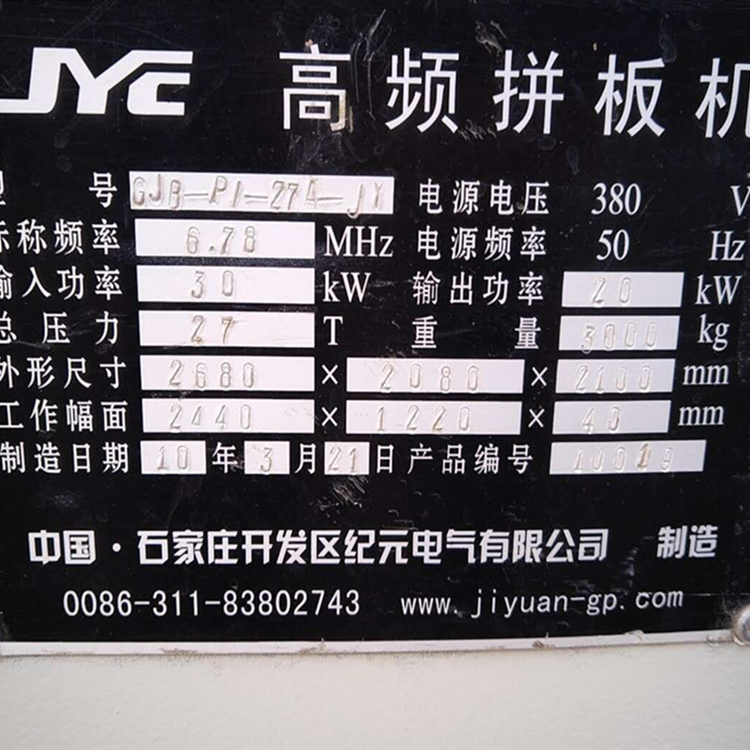 JYC 高频拼板机
型 号 GJB-PI-27A-JY 电源电压 380 V
标称频率 6.78 MHz 电源频率 50 Hz
输入功率 30 kW 输出功率 20 kW
总压力 27 T 重 量 3000 kg
外形尺寸 2680 × 2080 × 2100 mm
工作幅面 2440 × 1220 × 40 mm
制造日期 10 年 3 月 21 日 产品编号 10019
中国·石家庄开发区纪元电气有限公司 制造
0086-311-83802743 www.jiyuan-gp.com